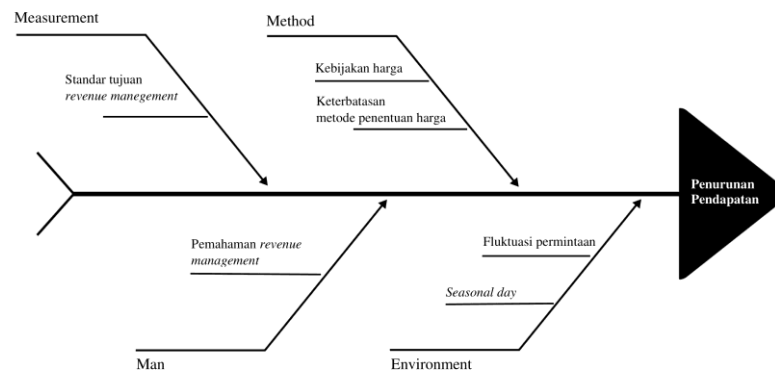 Measurement
Method
Standar tujuan
revenue manegement
Kebijakan harga
Keterbatasan
metode penentuan harga
Penurunan
Pendapatan
Pemahaman revenue
management
Fluktuasi permintaan
Seasonal day
Man
Environment